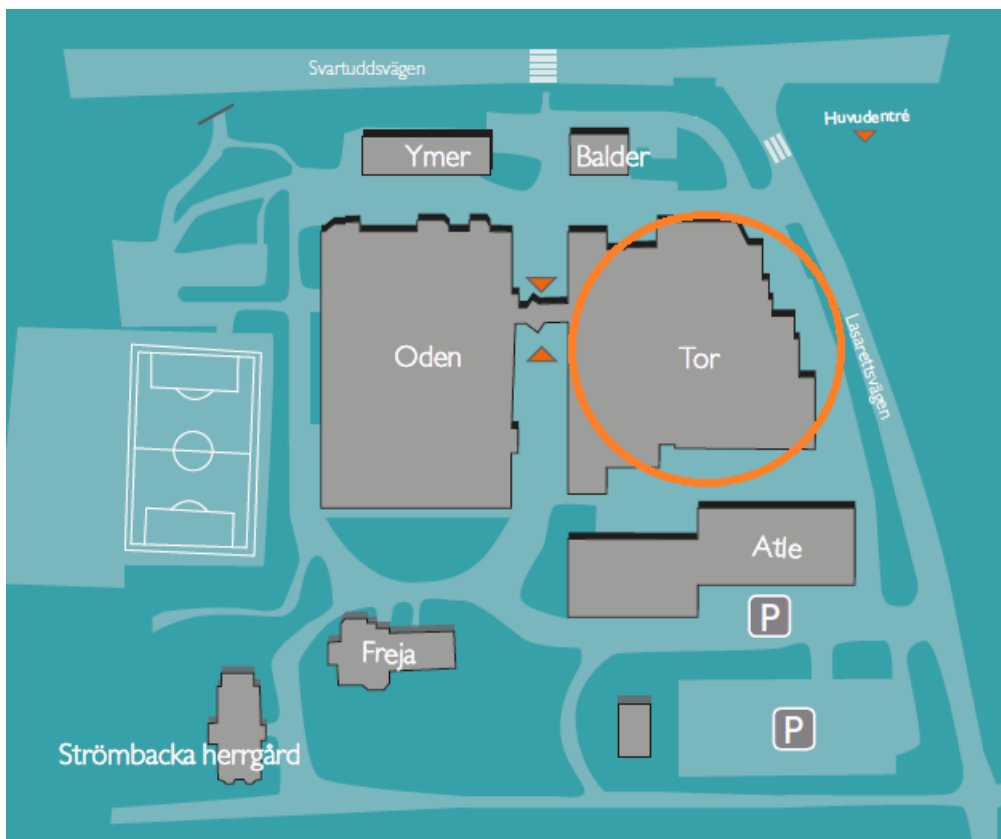 Svartuddsvägen
Huvudentré
Ymer
Balder
Oden
Tor
Lasarettsvägen
Atle
P
Freja
P
Strömbacka herrgård